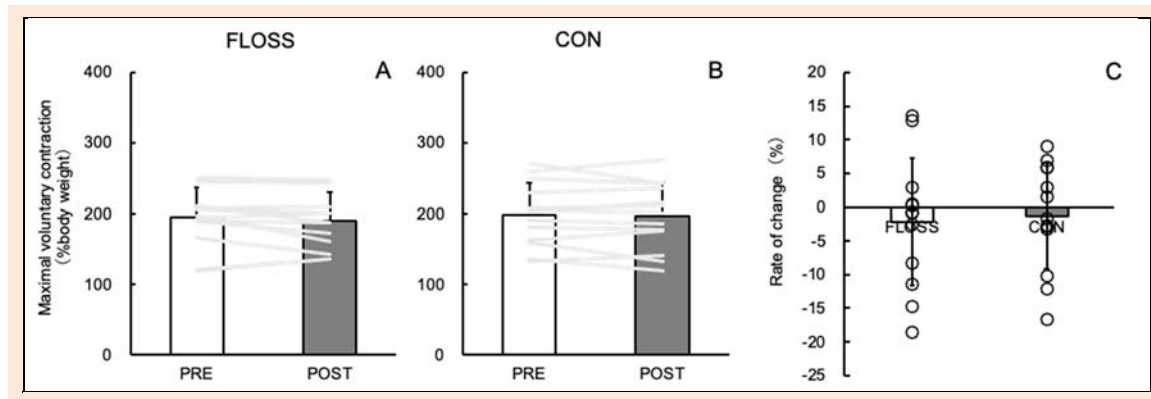 FLOSS
CON
A
B
C
Maximal voluntary contraction
(%body weight)
400
300
200
100
0
PRE
POST
400
300
200
100
0
PRE
POST
Rate of change (%)
20
15
10
5
0
-5
-10
-15
-20
-25
FLOSS
CON